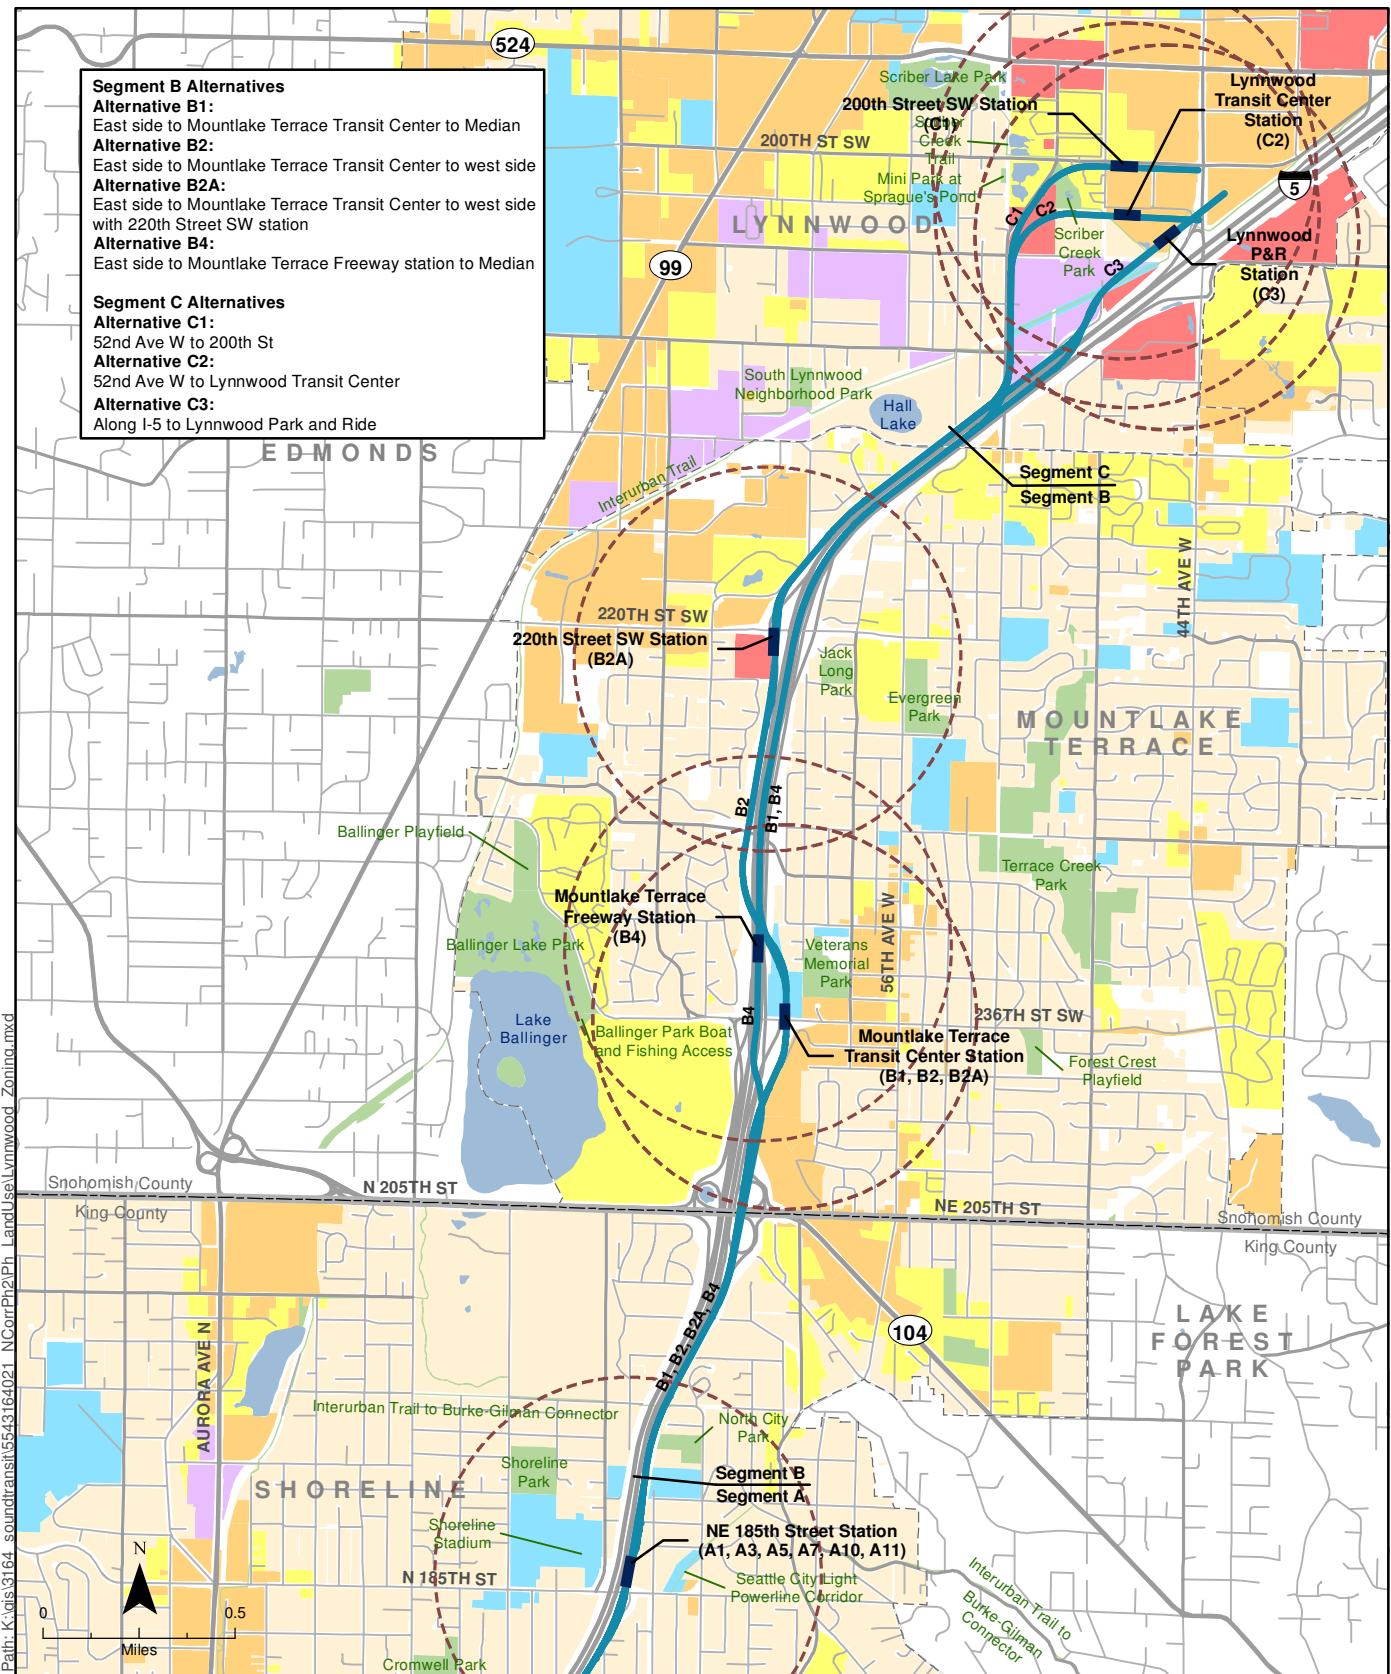 524
Segment B Alternatives
Alternative B1:
East side to Mountlake Terrace Transit Center to Median
Alternative B2:
East side to Mountlake Terrace Transit Center to west side
Alternative B2A:
East side to Mountlake Terrace Transit Center to west side
with 220th Street SW station
Alternative B4:
East side to Mountlake Terrace Freeway station to Median
Segment C Alternatives
Alternative C1:
52nd Ave W to 200th St
Alternative C2:
52nd Ave W to Lynnwood Transit Center
Alternative C3:
Along I-5 to Lynnwood Park and Ride
Scriber Lake Park
200th Street SW Station
(C1)
Scriber
Creek
Trail
Mini Park at
Sprague's Pond
200TH ST SW
Lynnwood
Transit Center
Station
(C2)
5
LYNNWOOD
C1
C2
C3
Scriber
Creek
Park
Lynnwood
P&R
Station
(C3)
99
South Lynnwood
Neighborhood Park
Hall
Lake
EDMONDS
Interurban Trail
Segment C
Segment B
44TH AVE W
220TH ST SW
220th Street SW Station
(B2A)
Jack
Long
Park
Evergreen
Park
MOUNTLAKE
TERRACE
B2
B1, B4
Ballinger Playfield
Terrace Creek
Park
Mountlake Terrace
Freeway Station
(B4)
56TH AVE W
Ballinger Lake Park
Veterans
Memorial
Park
B4
236TH ST SW
Lake
Ballinger
Ballinger Park Boat
and Fishing Access
Mountlake Terrace
Transit Center Station
(B1, B2, B2A)
Forest Crest
Playfield
Snohomish County
King County
N 205TH ST
NE 205TH ST
Snohomish County
King County
B1, B2, B2A, B4
104
LAKE
FOREST
PARK
AURORA AVE N
Interurban Trail to Burke-Gilman Connector
North City
Park
Shoreline
Park
SHORELINE
Segment B
Segment A
Shoreline
Stadium
NE 185th Street Station
(A1, A3, A5, A7, A10, A11)
N 185TH ST
Seattle City Light
Powerline Corridor
Interurban Trail to
Burke-Gilman
Connector
N
0
0.5
Miles
Cromwell Park
Path: K:\gis\3164_soundtransit\5543164021_NCorrPh2\Ph_LandUse\Lynnwood_Zoning.mxd